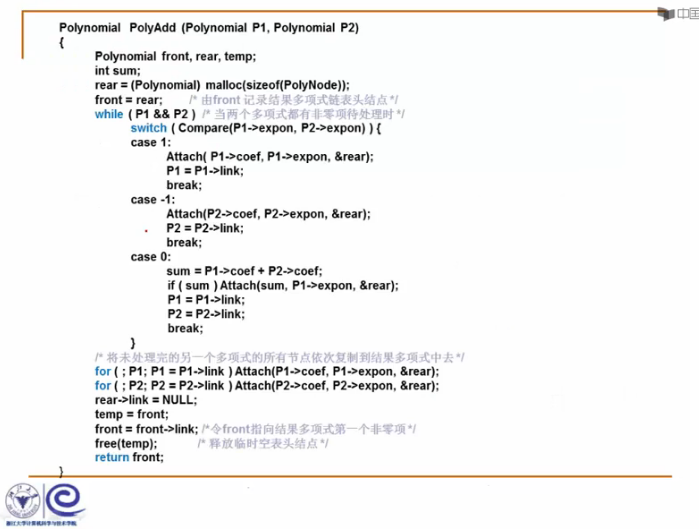 中国
Polynomial PolyAdd (Polynomial P1, Polynomial P2)
{
Polynomial front, rear, temp;
int sum;
rear = (Polynomial) malloc(sizeof(PolyNode));
front = rear; /* 由front 记录结果多项式链表头结点 */
while ( P1 && P2 ) /* 当两个多项式都有非零项待处理时 */
switch ( Compare(P1->expon, P2->expon) ) {
case 1:
Attach( P1->coef, P1->expon, &rear);
P1 = P1->link;
break;
case -1:
Attach(P2->coef, P2->expon, &rear);
P2 = P2->link;
break;
case 0:
sum = P1->coef + P2->coef;
if ( sum ) Attach(sum, P1->expon, &rear);
P1 = P1->link;
P2 = P2->link;
break;
}
/* 将未处理完的另一个多项式的所有节点依次复制到结果多项式中去 */
for ( ; P1; P1 = P1->link ) Attach(P1->coef, P1->expon, &rear);
for ( ; P2; P2 = P2->link ) Attach(P2->coef, P2->expon, &rear);
rear->link = NULL;
temp = front;
front = front->link; /*令front指向结果多项式第一个非零项 */
free(temp); /* 释放临时空表头结点 */
return front;
}
浙江大学计算机科学与技术学院